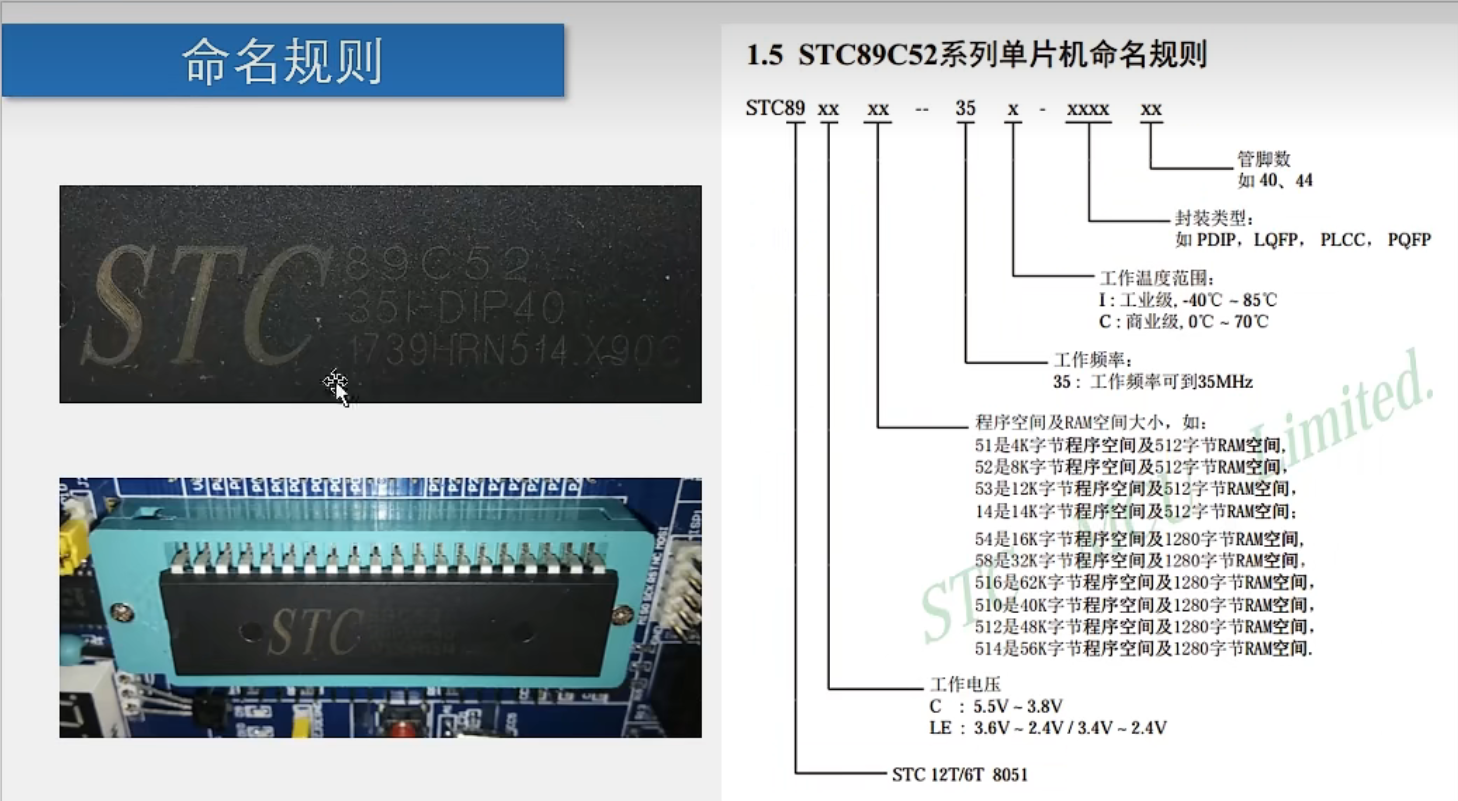 命名规则
STC
89C52
35I-DIP40
1739HRN514.X90C
STC
1.5 STC89C52系列单片机命名规则
STC89 xx xx -- 35 x - xxxx xx
管脚数
如 40、44
封装类型:
如 PDIP, LQFP, PLCC, PQFP
工作温度范围:
I : 工业级, -40℃ ~ 85℃
C : 商业级, 0℃ ~ 70℃
工作频率:
35 : 工作频率可到35MHz
程序空间及RAM空间大小, 如:
51是4K字节程序空间及512字节RAM空间,
52是8K字节程序空间及512字节RAM空间,
53是12K字节程序空间及512字节RAM空间,
14是14K字节程序空间及512字节RAM空间;
54是16K字节程序空间及1280字节RAM空间,
58是32K字节程序空间及1280字节RAM空间,
516是62K字节程序空间及1280字节RAM空间,
510是40K字节程序空间及1280字节RAM空间,
512是48K字节程序空间及1280字节RAM空间,
514是56K字节程序空间及1280字节RAM空间.
工作电压
C : 5.5V ~ 3.8V
LE : 3.6V ~ 2.4V / 3.4V ~ 2.4V
STC 12T/6T 8051
STC MCU Limited.